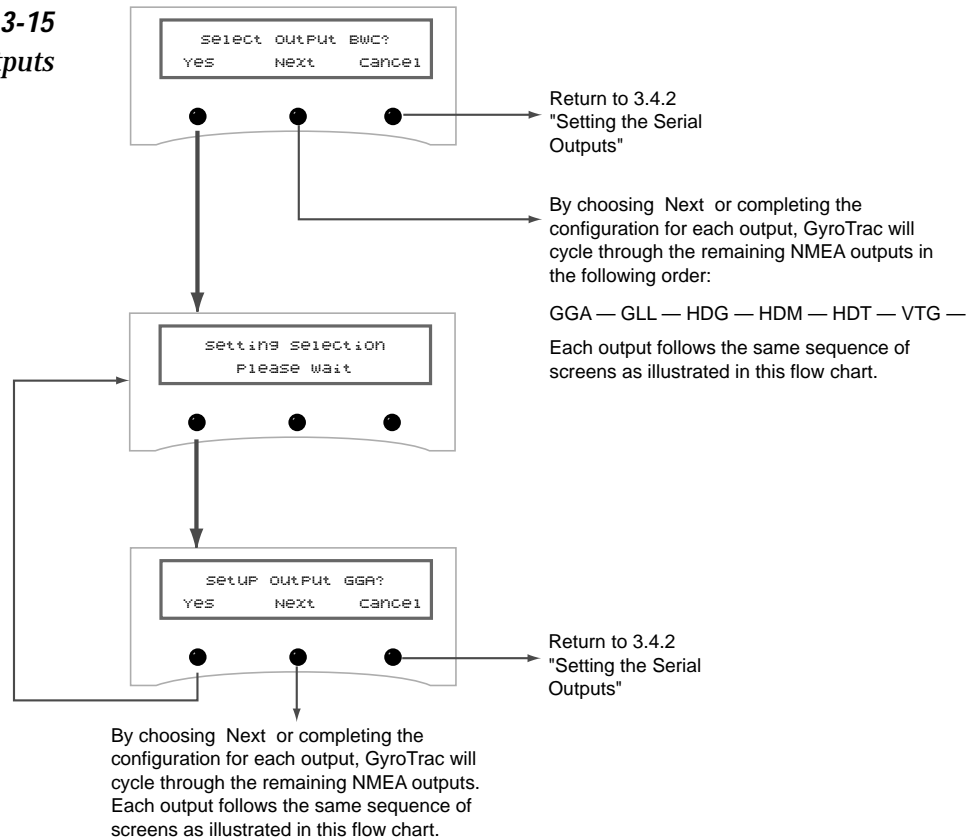 3-15
tputs
Select Output BWC?
Yes Next Cancel
Return to 3.4.2
"Setting the Serial
Outputs"
By choosing Next or completing the
configuration for each output, GyroTrac will
cycle through the remaining NMEA outputs in
the following order:
GGA — GLL — HDG — HDM — HDT — VTG —
Each output follows the same sequence of
screens as illustrated in this flow chart.
Setting Selection
Please Wait
Setup Output GGA?
Yes Next Cancel
Return to 3.4.2
"Setting the Serial
Outputs"
By choosing Next or completing the
configuration for each output, GyroTrac will
cycle through the remaining NMEA outputs.
Each output follows the same sequence of
screens as illustrated in this flow chart.